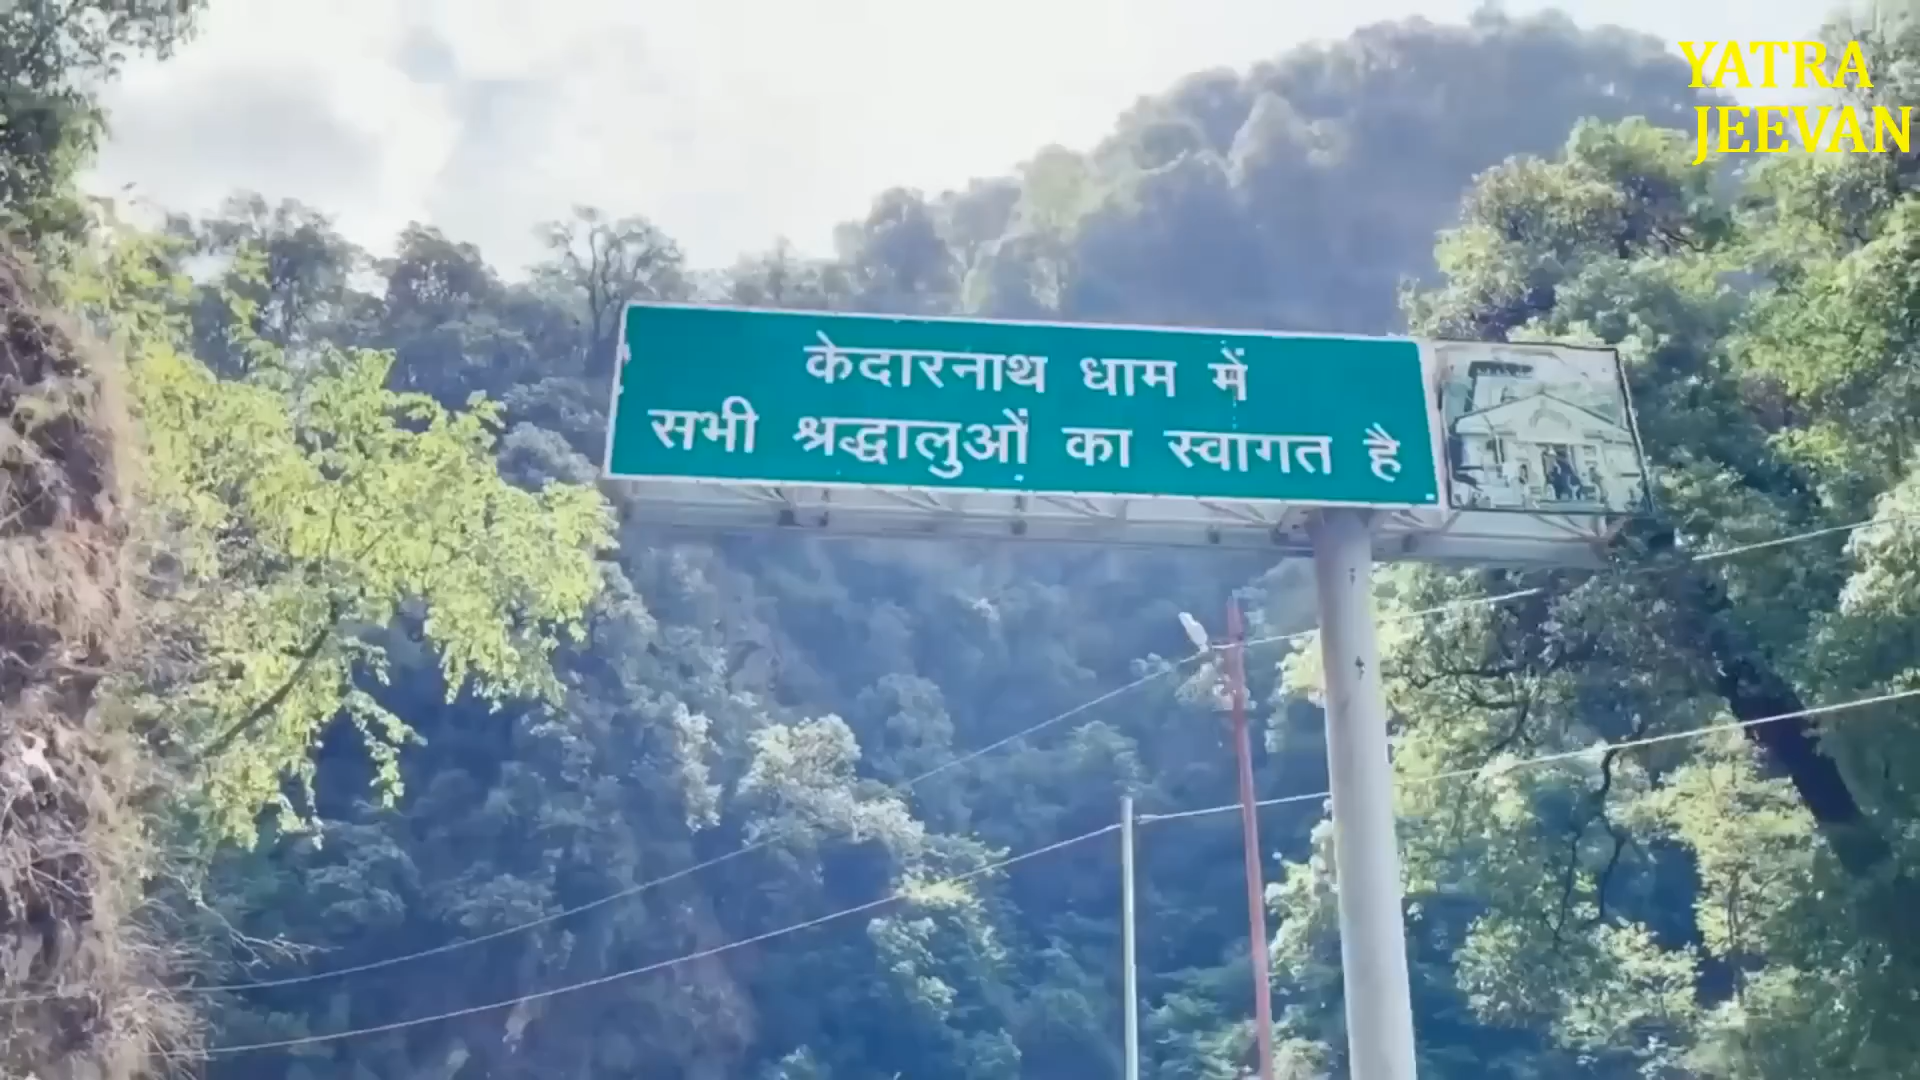 YATRA
JEEVAN
केदारनाथ धाम में
सभी श्रद्धालुओं का स्वागत है